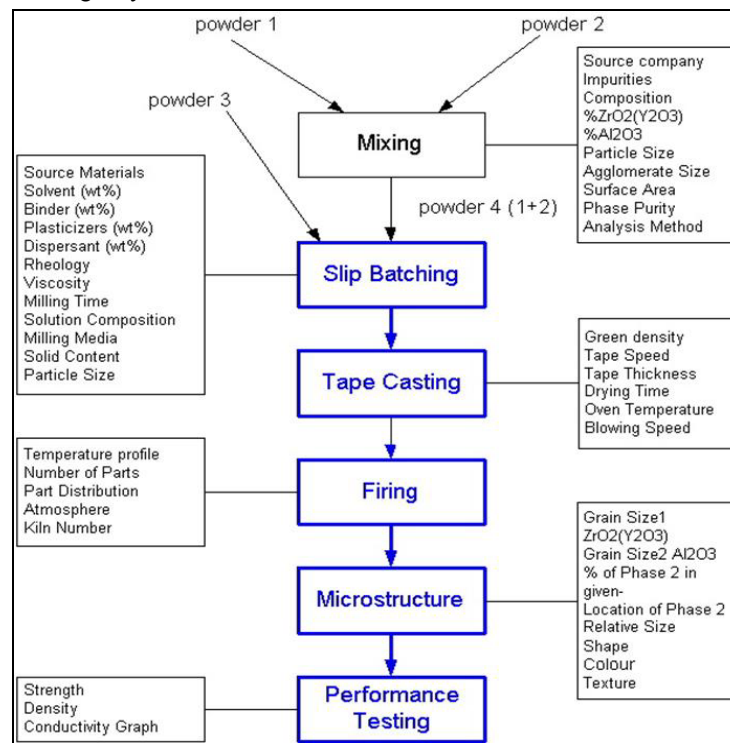 powder 1
powder 2
powder 3
Mixing
Source company
Impurities
Composition
%ZrO2(Y2O3)
%Al2O3
Particle Size
Agglomerate Size
Surface Area
Phase Purity
Analysis Method
powder 4 (1+2)
Source Materials
Solvent (wt%)
Binder (wt%)
Plasticizers (wt%)
Dispersant (wt%)
Rheology
Viscosity
Milling Time
Solution Composition
Milling Media
Solid Content
Particle Size
Slip Batching
Tape Casting
Green density
Tape Speed
Tape Thickness
Drying Time
Oven Temperature
Blowing Speed
Temperature profile
Number of Parts
Part Distribution
Atmosphere
Kiln Number
Firing
Microstructure
Grain Size1
ZrO2(Y2O3)
Grain Size2 Al2O3
% of Phase 2 in
given-
Location of Phase 2
Relative Size
Shape
Colour
Texture
Strength
Density
Conductivity Graph
Performance
Testing